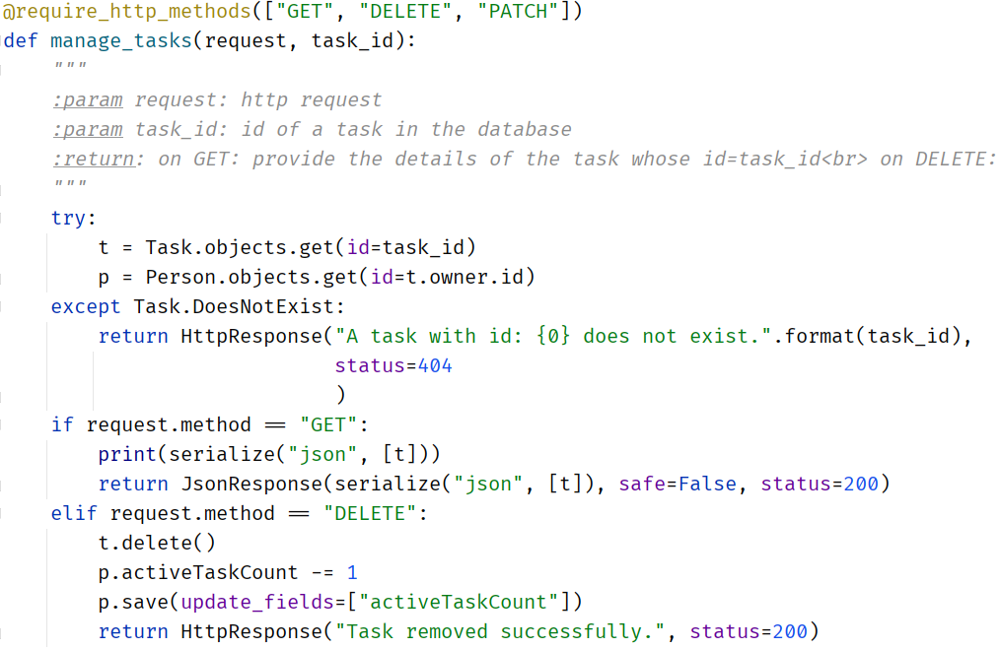 @require_http_methods(["GET", "DELETE", "PATCH"])
def manage_tasks(request, task_id):
    """
    :param request: http request
    :param task_id: id of a task in the database
    :return: on GET: provide the details of the task whose id=task_id<br> on DELETE:
    """
    try:
        t = Task.objects.get(id=task_id)
        p = Person.objects.get(id=t.owner.id)
    except Task.DoesNotExist:
        return HttpResponse("A task with id: {0} does not exist.".format(task_id),
                            status=404
                            )
    if request.method == "GET":
        print(serialize("json", [t]))
        return JsonResponse(serialize("json", [t]), safe=False, status=200)
    elif request.method == "DELETE":
        t.delete()
        p.activeTaskCount -= 1
        p.save(update_fields=["activeTaskCount"])
        return HttpResponse("Task removed successfully.", status=200)